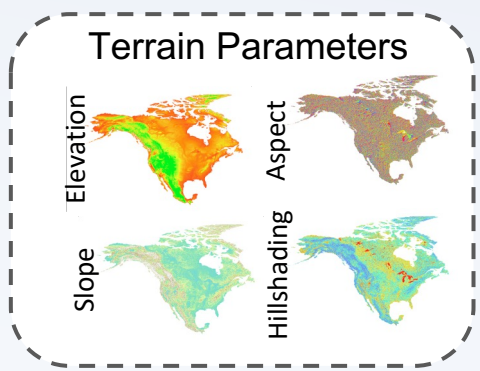 Terrain Parameters
Elevation
Aspect
Slope
Hillshading